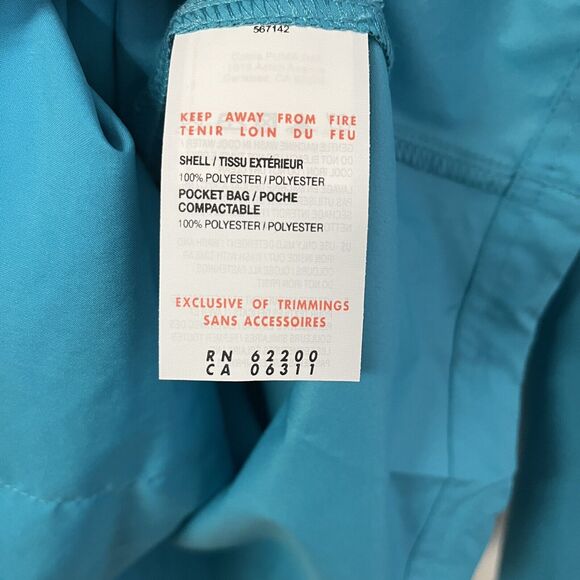 567142
KEEP AWAY FROM FIRE
TENIR LOIN DU FEU
SHELL / TISSU EXTÉRIEUR
100% POLYESTER / POLYESTER
POCKET BAG / POCHE
COMPACTABLE
100% POLYESTER / POLYESTER
EXCLUSIVE OF TRIMMINGS
SANS ACCESSOIRES
RN 62200
CA 06311